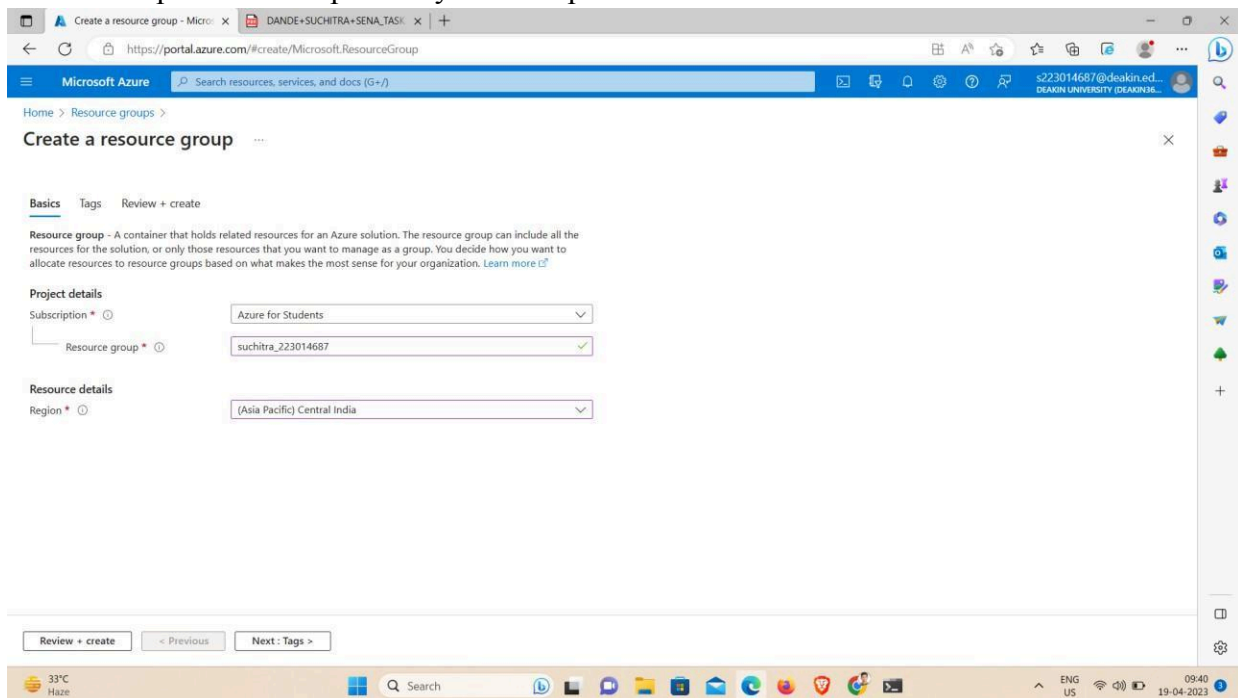 Create a resource group - Micro
DANDE+SUCHITRA+SENA_TASK
https://portal.azure.com/#create/Microsoft.ResourceGroup
Microsoft Azure
Search resources, services, and docs (G+/)
s223014687@deakin.ed...
DEAKIN UNIVERSITY (DEAKIN36...
Home > Resource groups >
Create a resource group ...
Basics Tags Review + create
Resource group - A container that holds related resources for an Azure solution. The resource group can include all the
resources for the solution, or only those resources that you want to manage as a group. You decide how you want to
allocate resources to resource groups based on what makes the most sense for your organization. Learn more
Project details
Subscription * Azure for Students
Resource group * suchitra_223014687
Resource details
Region * (Asia Pacific) Central India
Review + create < Previous Next : Tags >
33°C
Haze
Search
ENG
US
09:40
19-04-2023
3